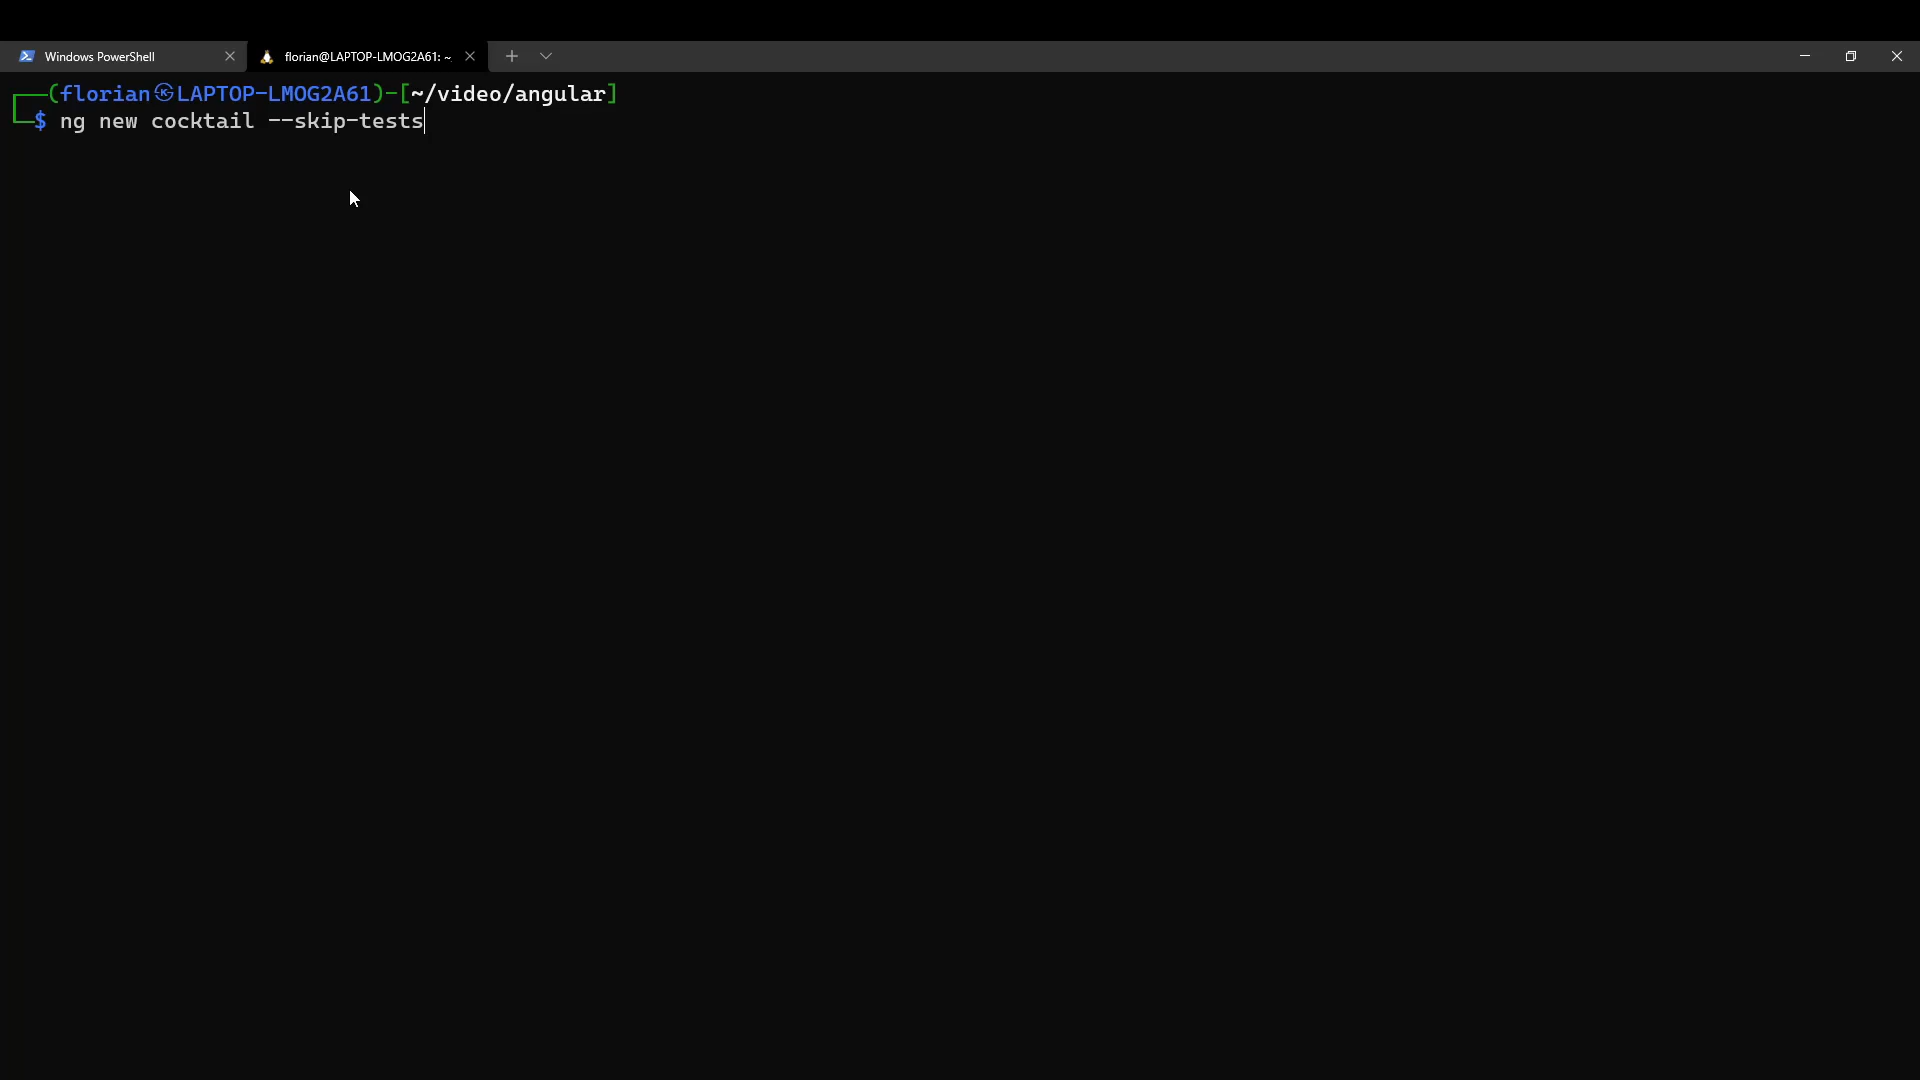 Windows PowerShell
florian@LAPTOP-LMOG2A61: ~
(florian㉿LAPTOP-LMOG2A61)-[~/video/angular]
$ ng new cocktail --skip-tests